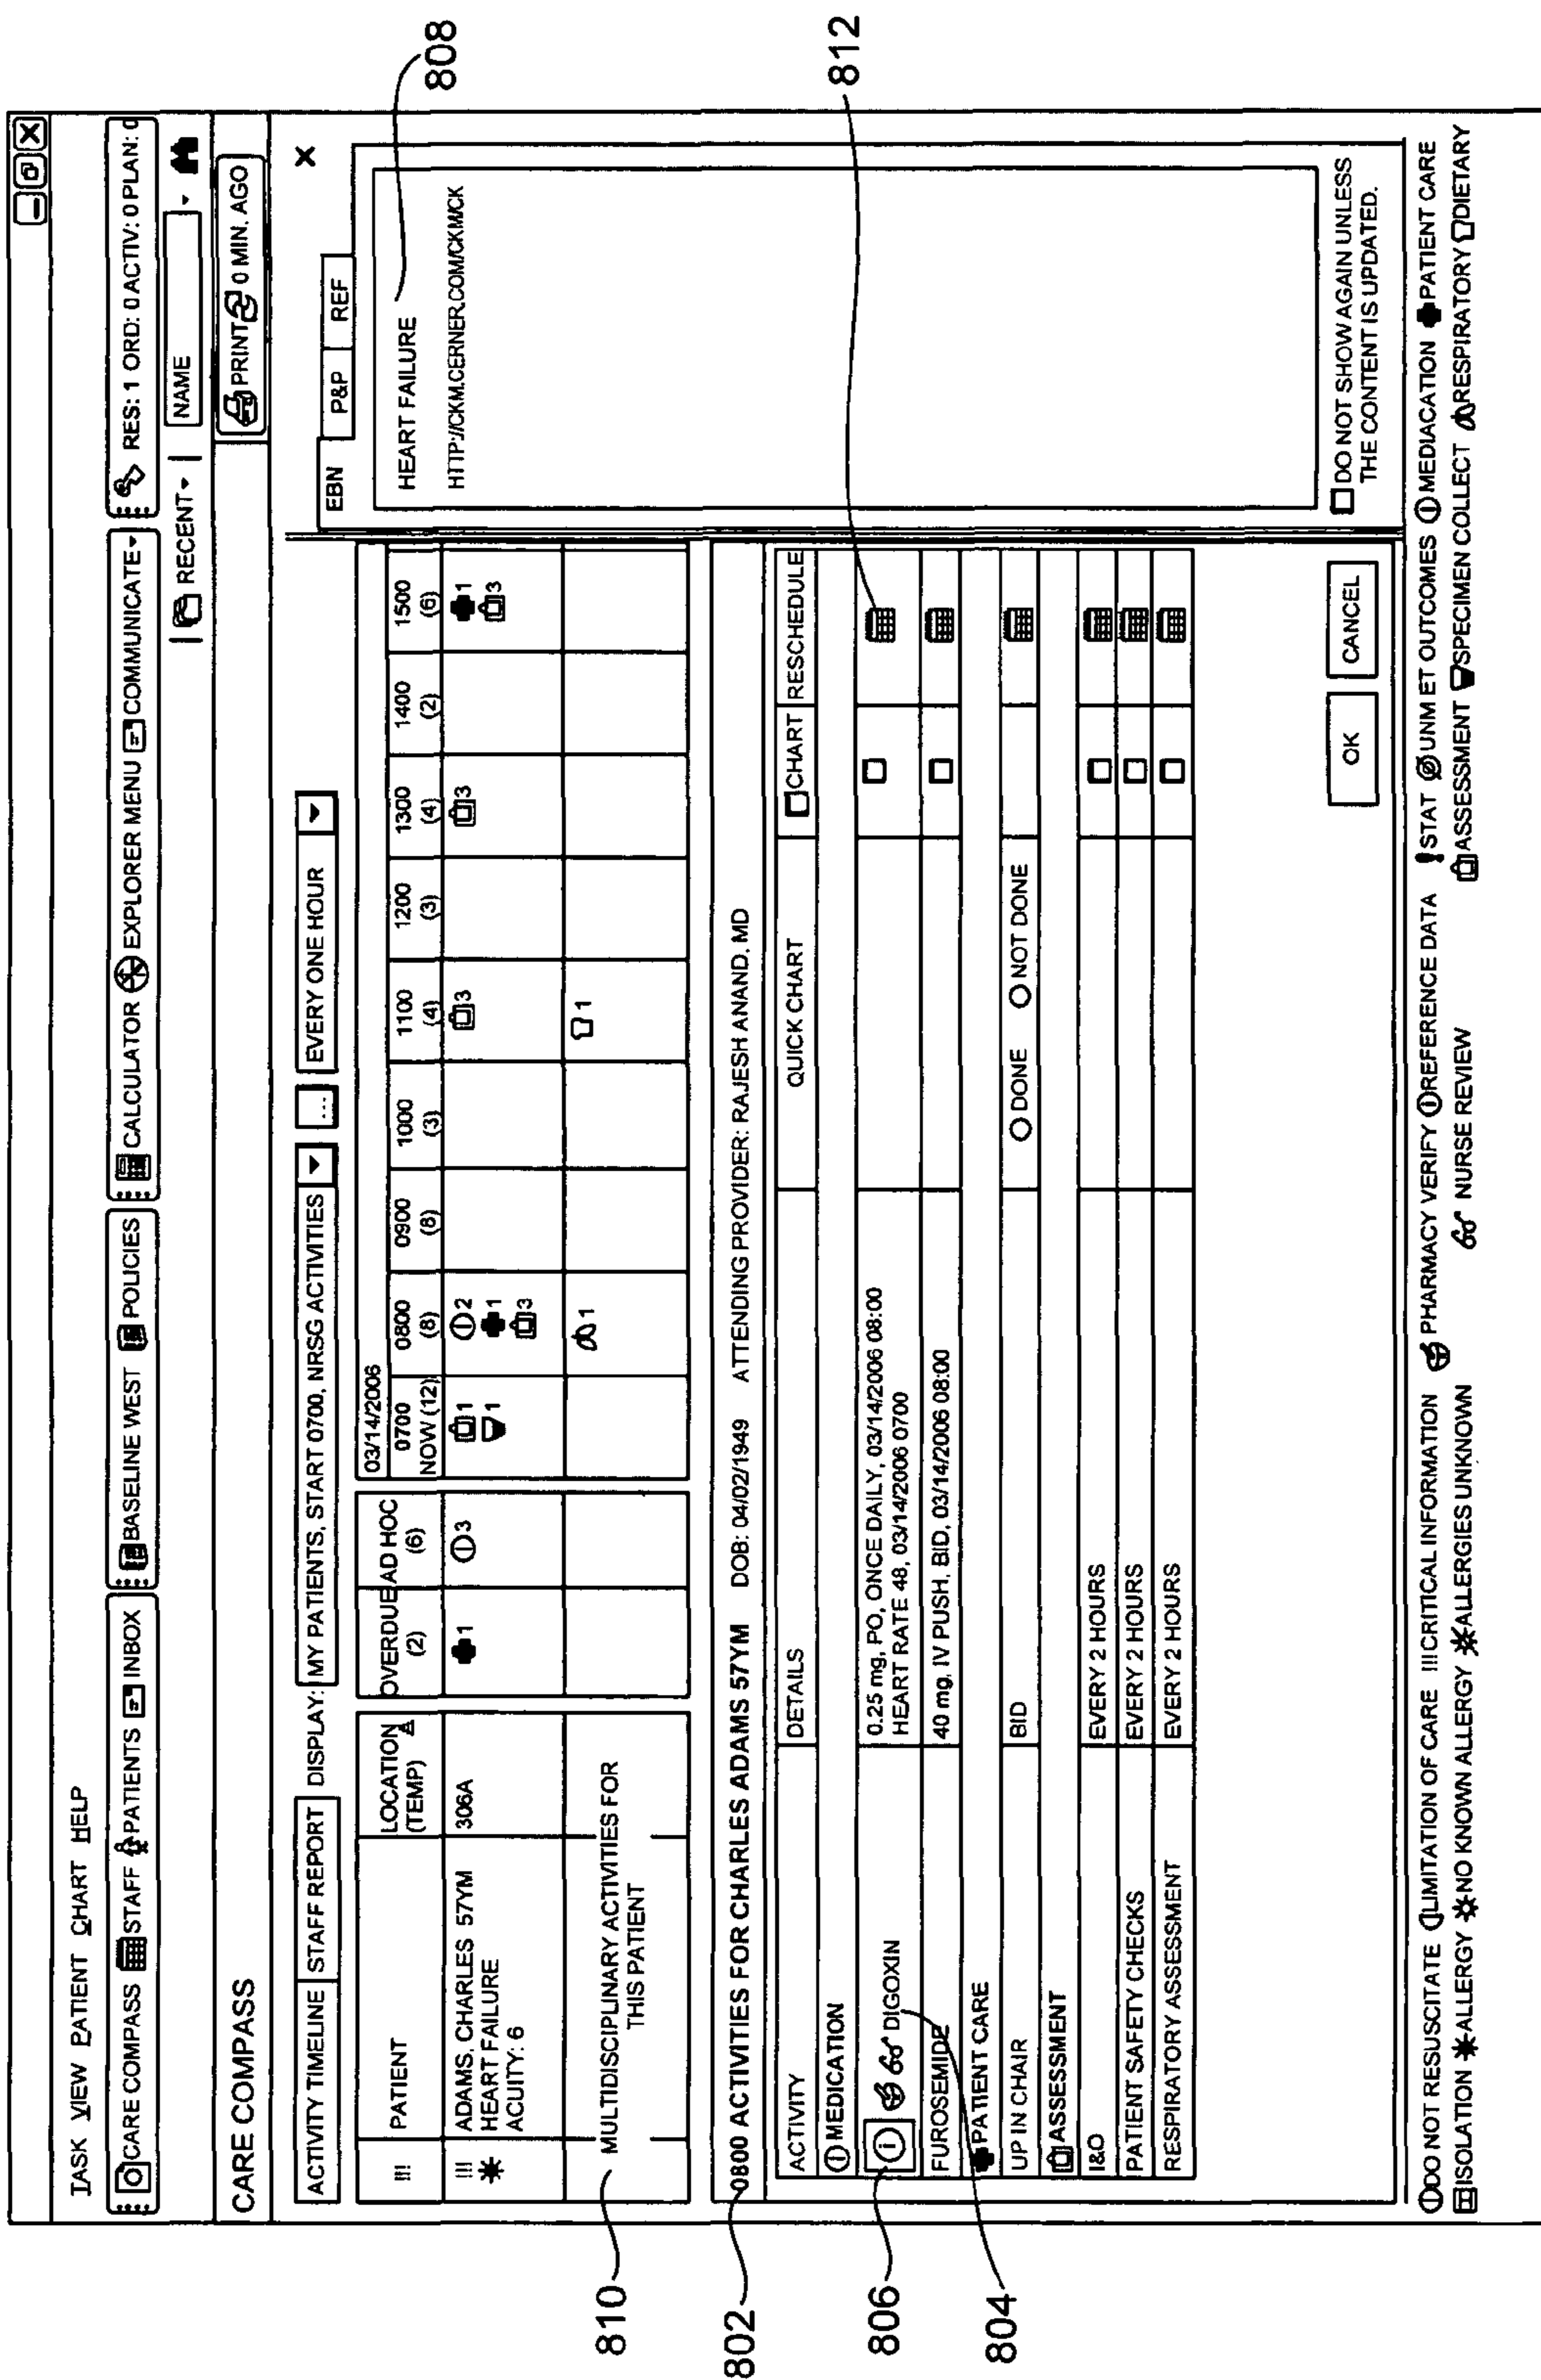 TASK VIEW PATIENT CHART HELP
CARE COMPASS STAFF PATIENTS INBOX BASELINE WEST POLICIES CALCULATOR EXPLORER MENU COMMUNICATE RES: 1 ORD: 0 ACTIV: 0 PLAN: 0
RECENT NAME
CARE COMPASS PRINT 0 MIN. AGO
ACTIVITY TIMELINE STAFF REPORT DISPLAY: MY PATIENTS, START 0700, NRSG ACTIVITIES ... EVERY ONE HOUR
03/14/2006
!!! PATIENT LOCATION (TEMP) OVERDUE (2) AD HOC (6) 0700 NOW (12) 0800 (8) 0900 (8) 1000 (3) 1100 (4) 1200 (3) 1300 (4) 1400 (2) 1500 (6)
!!! ADAMS, CHARLES 57YM 306A 1 3 1 2 3 3 1
HEART FAILURE 1 1 3
ACUITY: 6 3
810
MULTIDISCIPLINARY ACTIVITIES FOR 1 1
THIS PATIENT
EBN P&P REF
HEART FAILURE
808
HTTP://CKM.CERNER.COM/CKM/CK
DO NOT SHOW AGAIN UNLESS
THE CONTENT IS UPDATED.
802
0800 ACTIVITIES FOR CHARLES ADAMS 57YM DOB: 04/02/1949 ATTENDING PROVIDER: RAJESH ANAND, MD
ACTIVITY DETAILS QUICK CHART CHART RESCHEDULE
MEDICATION
806
804
812
DIGOXIN 0.25 mg, PO, ONCE DAILY, 03/14/2006 08:00
HEART RATE 48, 03/14/2006 0700
FUROSEMIDE 40 mg, IV PUSH, BID, 03/14/2006 08:00
PATIENT CARE
UP IN CHAIR BID DONE NOT DONE
ASSESSMENT
I&O EVERY 2 HOURS
PATIENT SAFETY CHECKS EVERY 2 HOURS
RESPIRATORY ASSESSMENT EVERY 2 HOURS
OK CANCEL
DO NOT RESUSCITATE LIMITATION OF CARE !!! CRITICAL INFORMATION PHARMACY VERIFY REFERENCE DATA STAT UNM ET OUTCOMES MEDIACATION PATIENT CARE
ISOLATION ALLERGY NO KNOWN ALLERGY ALLERGIES UNKNOWN NURSE REVIEW ASSESSMENT SPECIMEN COLLECT RESPIRATORY DIETARY